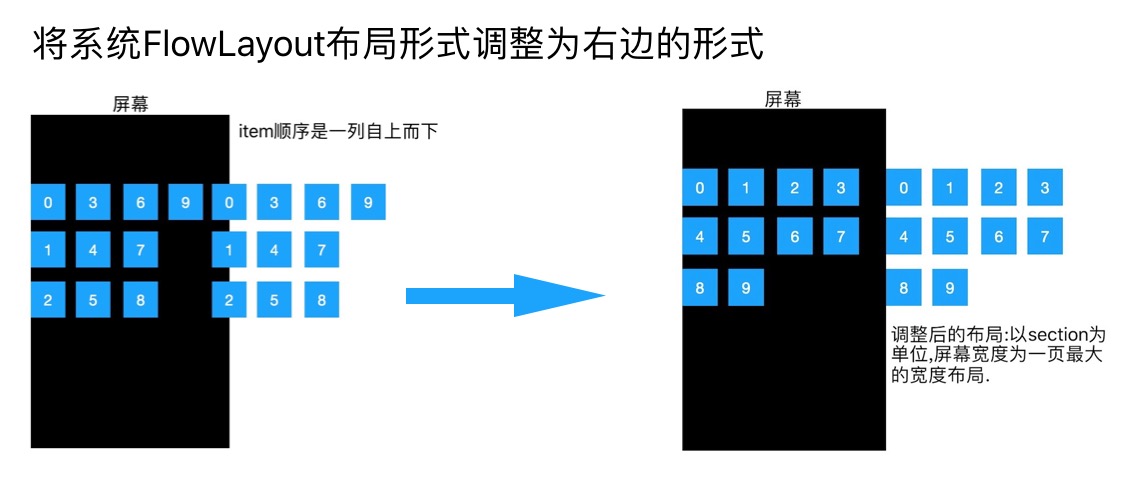 将系统FlowLayout布局形式调整为右边的形式
屏幕
item顺序是一列自上而下
0 3 6 9 0 3 6 9
1 4 7 1 4 7
2 5 8 2 5 8
屏幕
0 1 2 3 0 1 2 3
4 5 6 7 4 5 6 7
8 9 8 9
调整后的布局:以section为
单位,屏幕宽度为一页最大
的宽度布局.